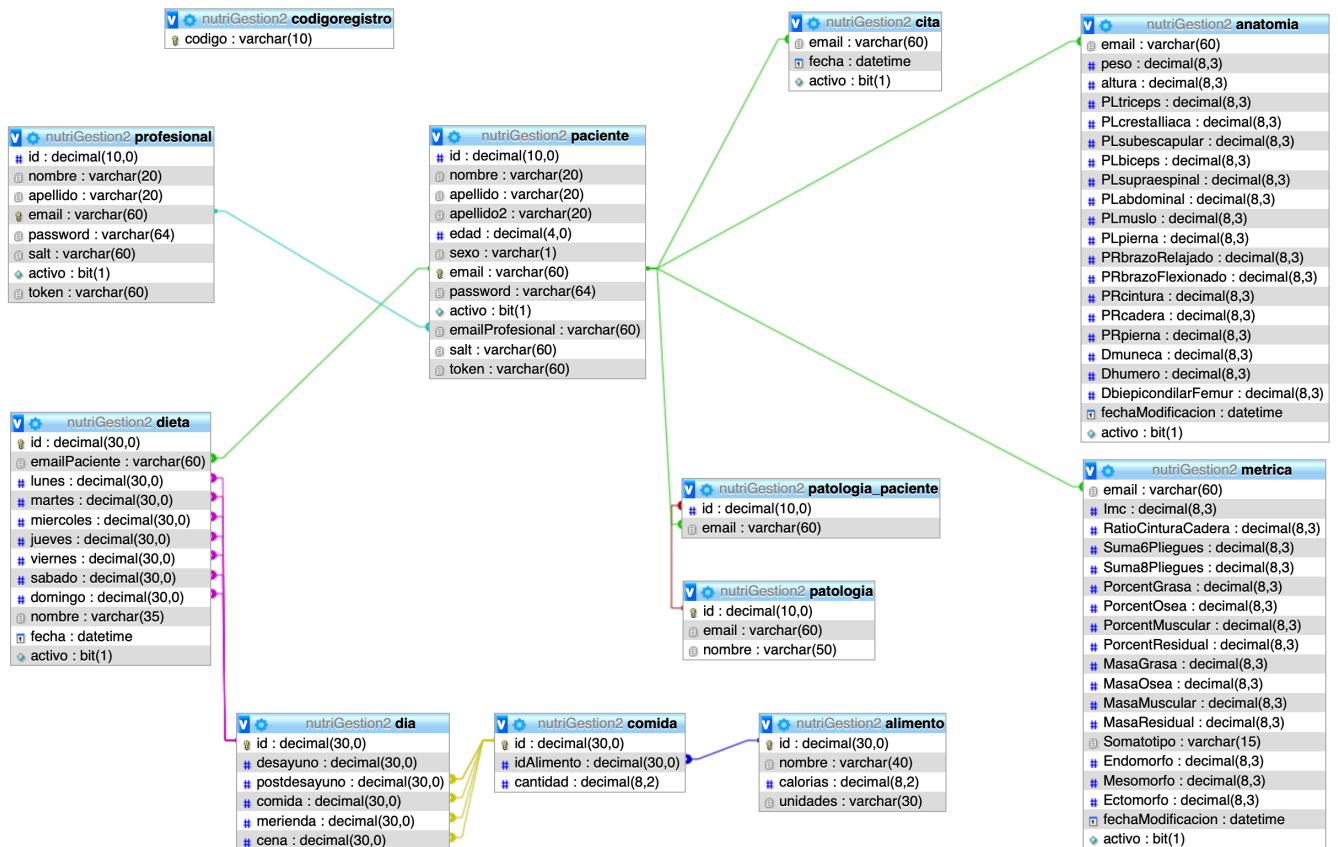 nutriGestion2 codigoregistro
codigo : varchar(10)
nutriGestion2 cita
email : varchar(60)
fecha : datetime
activo : bit(1)
nutriGestion2 anatomia
email : varchar(60)
peso : decimal(8,3)
altura : decimal(8,3)
PLtriceps : decimal(8,3)
PLcrestaIliaca : decimal(8,3)
PLsubescapular : decimal(8,3)
PLbiceps : decimal(8,3)
PLsupraespinal : decimal(8,3)
PLabdominal : decimal(8,3)
PLmuslo : decimal(8,3)
PLpierna : decimal(8,3)
PRbrazoRelajado : decimal(8,3)
PRbrazoFlexionado : decimal(8,3)
PRcintura : decimal(8,3)
PRcadera : decimal(8,3)
PRpierna : decimal(8,3)
Dmuneca : decimal(8,3)
Dhumero : decimal(8,3)
DbiepicondilarFemur : decimal(8,3)
fechaModificacion : datetime
activo : bit(1)
nutriGestion2 profesional
id : decimal(10,0)
nombre : varchar(20)
apellido : varchar(20)
email : varchar(60)
password : varchar(64)
salt : varchar(60)
activo : bit(1)
token : varchar(60)
nutriGestion2 paciente
id : decimal(10,0)
nombre : varchar(20)
apellido : varchar(20)
apellido2 : varchar(20)
edad : decimal(4,0)
sexo : varchar(1)
email : varchar(60)
password : varchar(64)
activo : bit(1)
emailProfesional : varchar(60)
salt : varchar(60)
token : varchar(60)
nutriGestion2 dieta
id : decimal(30,0)
emailPaciente : varchar(60)
lunes : decimal(30,0)
martes : decimal(30,0)
miercoles : decimal(30,0)
jueves : decimal(30,0)
viernes : decimal(30,0)
sabado : decimal(30,0)
domingo : decimal(30,0)
nombre : varchar(35)
fecha : datetime
activo : bit(1)
nutriGestion2 patologia_paciente
id : decimal(10,0)
email : varchar(60)
nutriGestion2 patologia
id : decimal(10,0)
email : varchar(60)
nombre : varchar(50)
nutriGestion2 metrica
email : varchar(60)
Imc : decimal(8,3)
RatioCinturaCadera : decimal(8,3)
Suma6Pliegues : decimal(8,3)
Suma8Pliegues : decimal(8,3)
PorcentGrasa : decimal(8,3)
PorcentOsea : decimal(8,3)
PorcentMuscular : decimal(8,3)
PorcentResidual : decimal(8,3)
MasaGrasa : decimal(8,3)
MasaOsea : decimal(8,3)
MasaMuscular : decimal(8,3)
MasaResidual : decimal(8,3)
Somatotipo : varchar(15)
Endomorfo : decimal(8,3)
Mesomorfo : decimal(8,3)
Ectomorfo : decimal(8,3)
fechaModificacion : datetime
activo : bit(1)
nutriGestion2 dia
id : decimal(30,0)
desayuno : decimal(30,0)
postdesayuno : decimal(30,0)
comida : decimal(30,0)
merienda : decimal(30,0)
cena : decimal(30,0)
nutriGestion2 comida
id : decimal(30,0)
idAlimento : decimal(30,0)
cantidad : decimal(8,2)
nutriGestion2 alimento
id : decimal(30,0)
nombre : varchar(40)
calorias : decimal(8,2)
unidades : varchar(30)